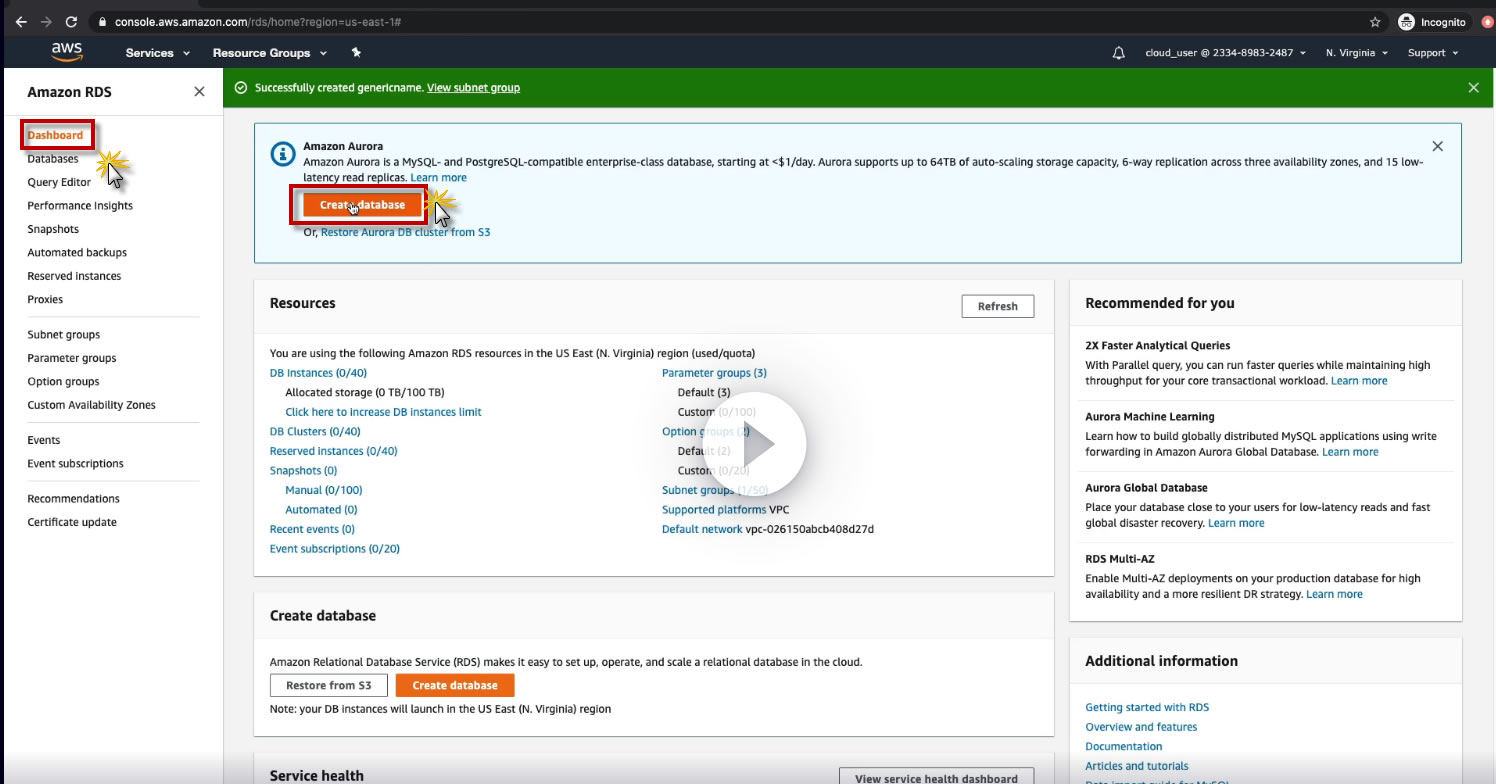 console.aws.amazon.com/rds/home?region=us-east-1#
Incognito
aws
Services
Resource Groups
cloud_user @ 2334-8983-2487
N. Virginia
Support
Amazon RDS
Dashboard
Databases
Query Editor
Performance Insights
Snapshots
Automated backups
Reserved instances
Proxies
Subnet groups
Parameter groups
Option groups
Custom Availability Zones
Events
Event subscriptions
Recommendations
Certificate update
Successfully created genericname. View subnet group
Amazon Aurora
Amazon Aurora is a MySQL- and PostgreSQL-compatible enterprise-class database, starting at <$1/day. Aurora supports up to 64TB of auto-scaling storage capacity, 6-way replication across three availability zones, and 15 low-
latency read replicas. Learn more
Create database
Or, Restore Aurora DB cluster from S3
Resources
Refresh
You are using the following Amazon RDS resources in the US East (N. Virginia) region (used/quota)
DB Instances (0/40)
Allocated storage (0 TB/100 TB)
Click here to increase DB instances limit
DB Clusters (0/40)
Reserved instances (0/40)
Snapshots (0)
Manual (0/100)
Automated (0)
Recent events (0)
Event subscriptions (0/20)
Parameter groups (3)
Default (3)
Custom (0/100)
Option groups (2)
Default (2)
Custom (0/20)
Subnet groups (1/50)
Supported platforms VPC
Default network vpc-026150abcb408d27d
Create database
Amazon Relational Database Service (RDS) makes it easy to set up, operate, and scale a relational database in the cloud.
Restore from S3
Create database
Note: your DB instances will launch in the US East (N. Virginia) region
Service health
View service health dashboard
Recommended for you
2X Faster Analytical Queries
With Parallel query, you can run faster queries while maintaining high
throughput for your core transactional workload. Learn more
Aurora Machine Learning
Learn how to build globally distributed MySQL applications using write
forwarding in Amazon Aurora Global Database. Learn more
Aurora Global Database
Place your database close to your users for low-latency reads and fast
global disaster recovery. Learn more
RDS Multi-AZ
Enable Multi-AZ deployments on your production database for high
availability and a more resilient DR strategy. Learn more
Additional information
Getting started with RDS
Overview and features
Documentation
Articles and tutorials
Data import guide for MySQL